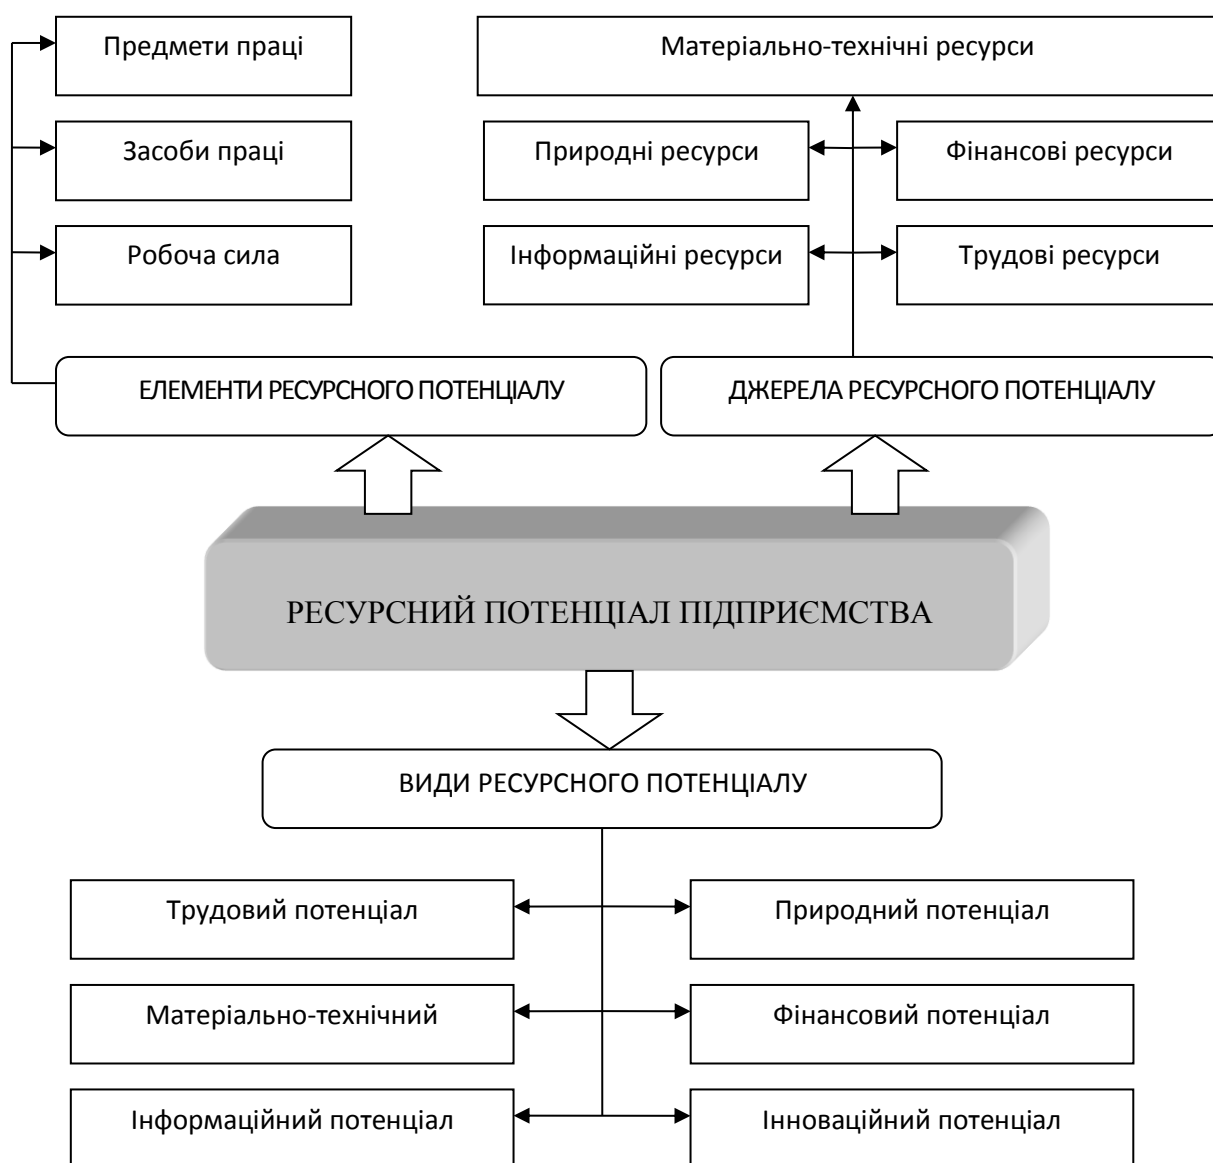 Предмети праці
Матеріально-технічні ресурси
Засоби праці
Природні ресурси
Фінансові ресурси
Робоча сила
Інформаційні ресурси
Трудові ресурси
ЕЛЕМЕНТИ РЕСУРСНОГО ПОТЕНЦІАЛУ
ДЖЕРЕЛА РЕСУРСНОГО ПОТЕНЦІАЛУ
РЕСУРСНИЙ ПОТЕНЦІАЛ ПІДПРИЄМСТВА
ВИДИ РЕСУРСНОГО ПОТЕНЦІАЛУ
Трудовий потенціал
Природний потенціал
Матеріально-технічний
Фінансовий потенціал
Інформаційний потенціал
Інноваційний потенціал